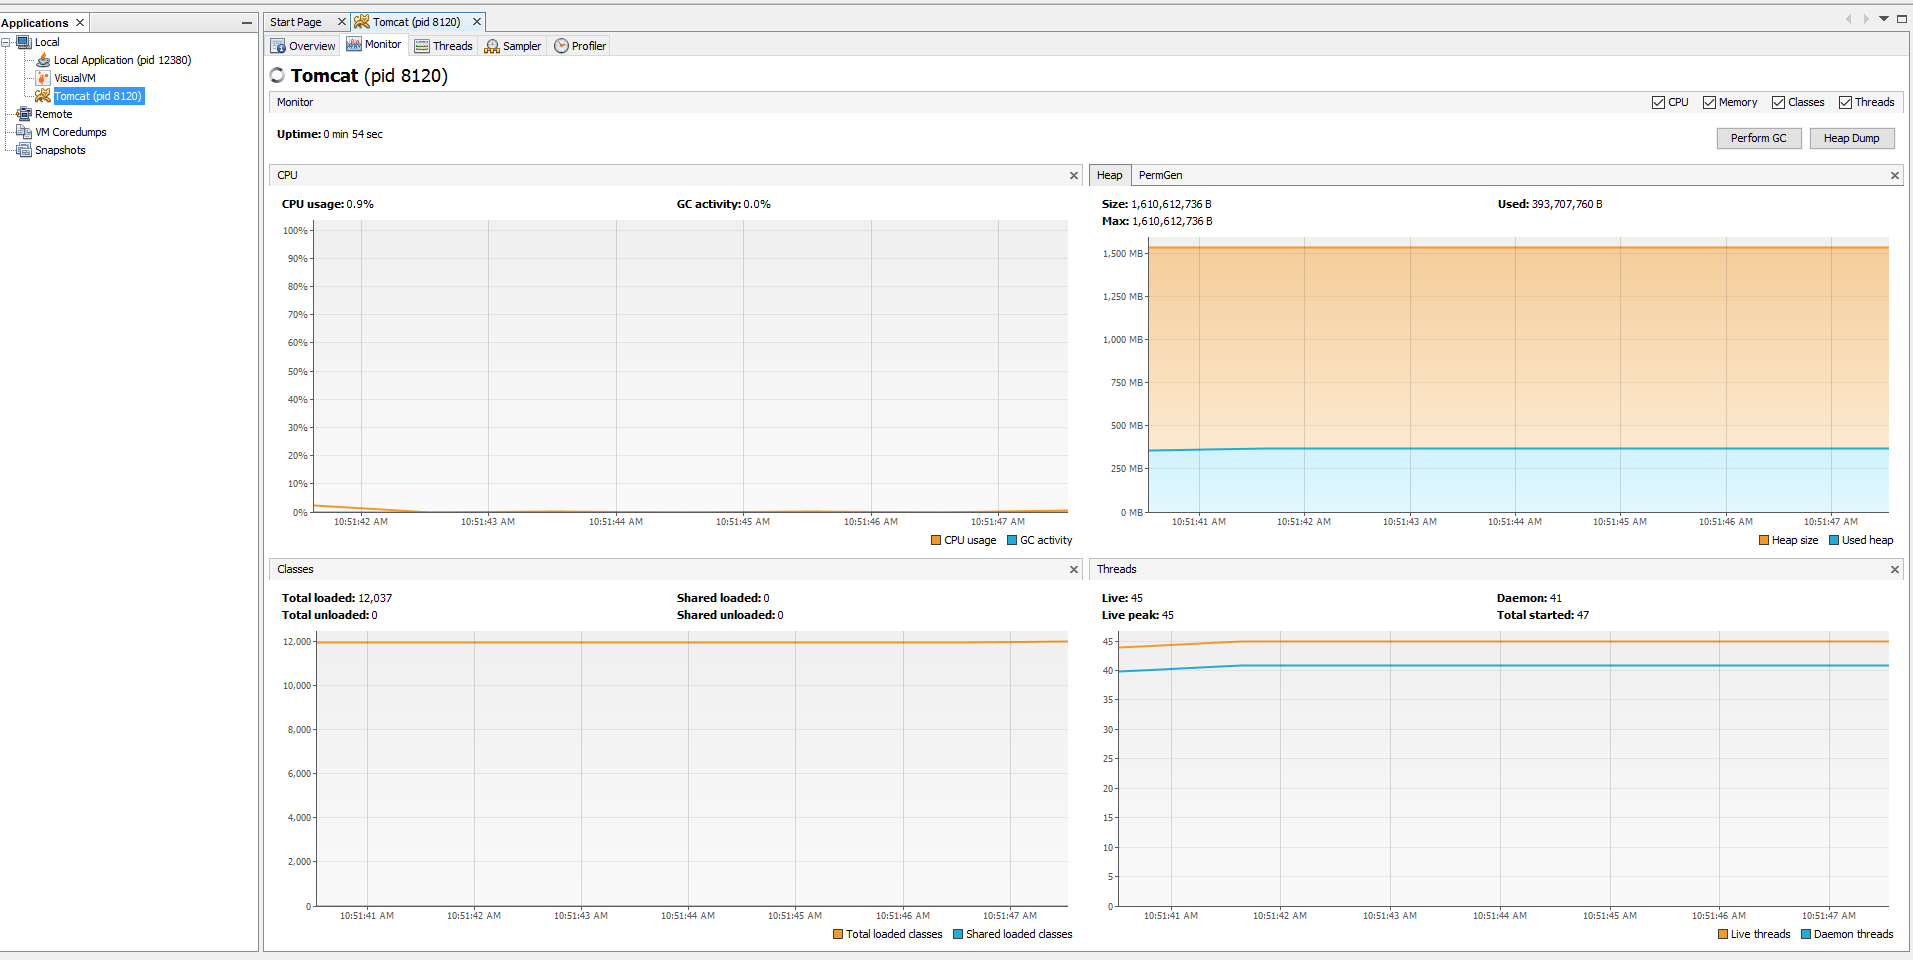 Applications
Local
Local Application (pid 12380)
VisualVM
Tomcat (pid 8120)
Remote
VM Coredumps
Snapshots
Start Page
Tomcat (pid 8120)
Overview
Monitor
Threads
Sampler
Profiler
Tomcat (pid 8120)
Monitor
CPU
Memory
Classes
Threads
Uptime: 0 min 54 sec
Perform GC
Heap Dump
CPU
CPU usage: 0.9%
GC activity: 0.0%
100%
90%
80%
70%
60%
50%
40%
30%
20%
10%
0%
10:51:42 AM
10:51:43 AM
10:51:44 AM
10:51:45 AM
10:51:46 AM
10:51:47 AM
CPU usage
GC activity
Heap
PermGen
Size: 1,610,612,736 B
Used: 393,707,760 B
Max: 1,610,612,736 B
1,500 MB
1,250 MB
1,000 MB
750 MB
500 MB
250 MB
0 MB
10:51:41 AM
10:51:42 AM
10:51:43 AM
10:51:44 AM
10:51:45 AM
10:51:46 AM
10:51:47 AM
Heap size
Used heap
Classes
Total loaded: 12,037
Shared loaded: 0
Total unloaded: 0
Shared unloaded: 0
12,000
10,000
8,000
6,000
4,000
2,000
0
10:51:41 AM
10:51:42 AM
10:51:43 AM
10:51:44 AM
10:51:45 AM
10:51:46 AM
10:51:47 AM
Total loaded classes
Shared loaded classes
Threads
Live: 45
Daemon: 41
Live peak: 45
Total started: 47
45
40
35
30
25
20
15
10
5
0
10:51:41 AM
10:51:42 AM
10:51:43 AM
10:51:44 AM
10:51:45 AM
10:51:46 AM
10:51:47 AM
Live threads
Daemon threads